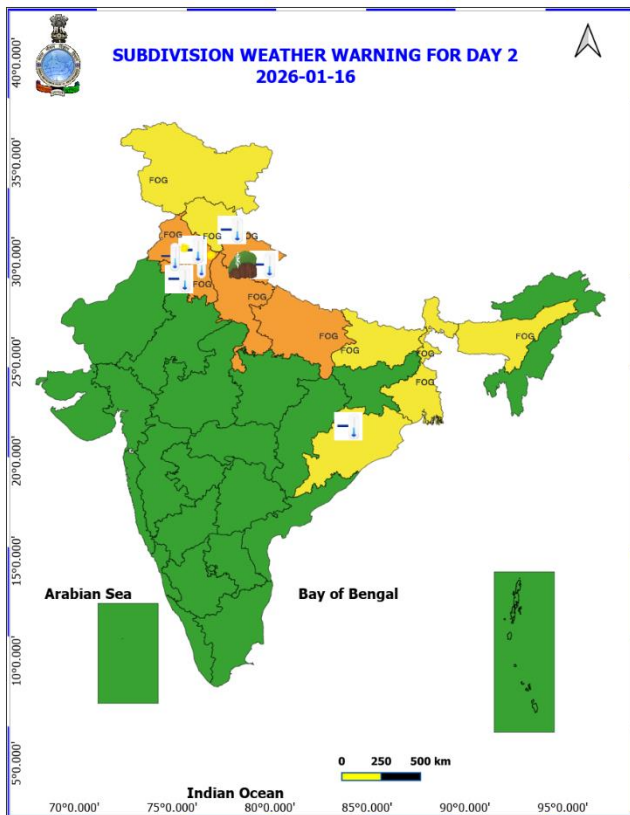 SUBDIVISION WEATHER WARNING FOR DAY 2
2026-01-16
40°0.000'
35°0.000'
30°0.000'
25°0.000'
20°0.000'
15°0.000'
10°0.000'
5°0.000'
FOG
FOG
FOG
FOG
FOG
FOG
FOG
FOG
FOG
FOG
FOG
Arabian Sea
Bay of Bengal
0 250 500 km
Indian Ocean
70°0.000' 75°0.000' 80°0.000' 85°0.000' 90°0.000' 95°0.000'